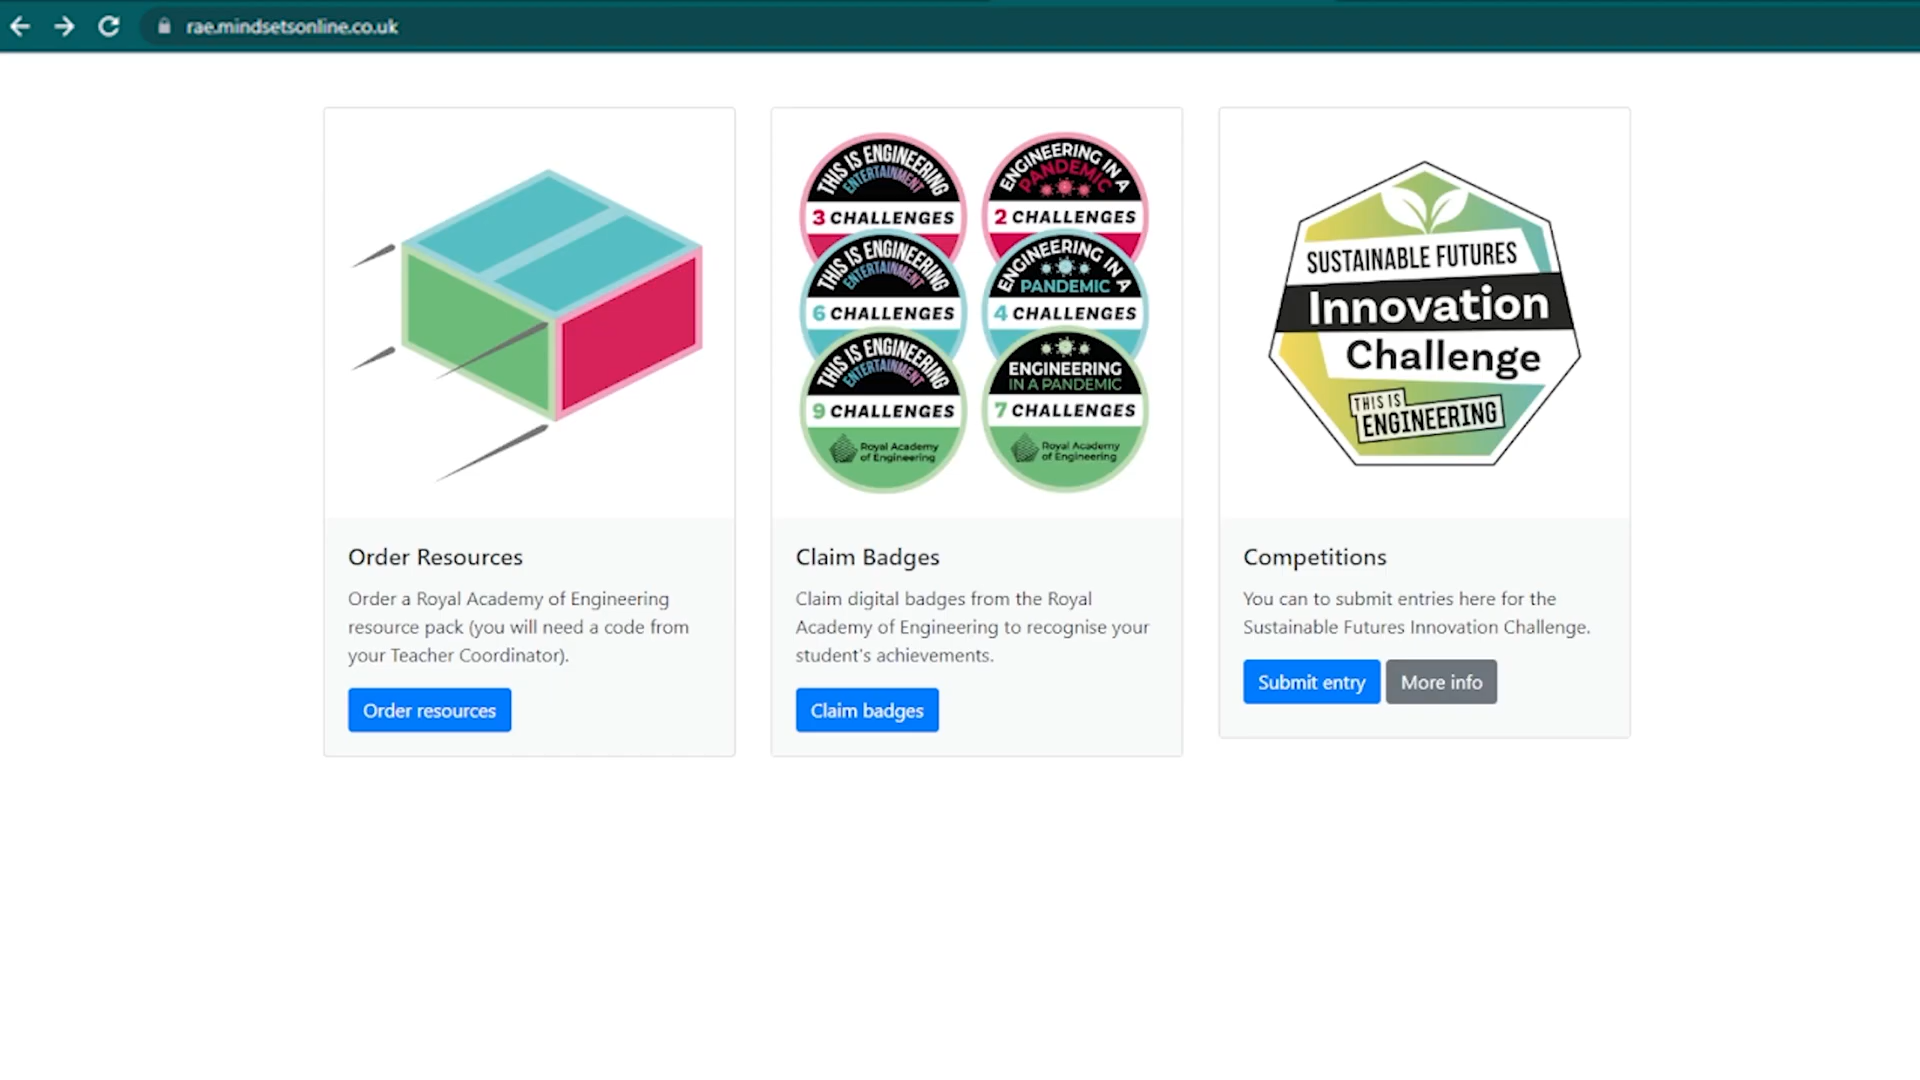 rae.mindsetsonline.co.uk
THIS IS ENGINEERING
ENTERTAINMENT
3 CHALLENGES
THIS IS ENGINEERING
ENTERTAINMENT
6 CHALLENGES
THIS IS ENGINEERING
ENTERTAINMENT
9 CHALLENGES
Royal Academy
of Engineering
ENGINEERING IN A
PANDEMIC
2 CHALLENGES
ENGINEERING IN A
PANDEMIC
4 CHALLENGES
ENGINEERING
IN A PANDEMIC
7 CHALLENGES
Royal Academy
of Engineering
SUSTAINABLE FUTURES
Innovation
Challenge
THIS IS
ENGINEERING
Order Resources
Order a Royal Academy of Engineering
resource pack (you will need a code from
your Teacher Coordinator).
Order resources
Claim Badges
Claim digital badges from the Royal
Academy of Engineering to recognise your
student's achievements.
Claim badges
Competitions
You can to submit entries here for the
Sustainable Futures Innovation Challenge.
Submit entry More info